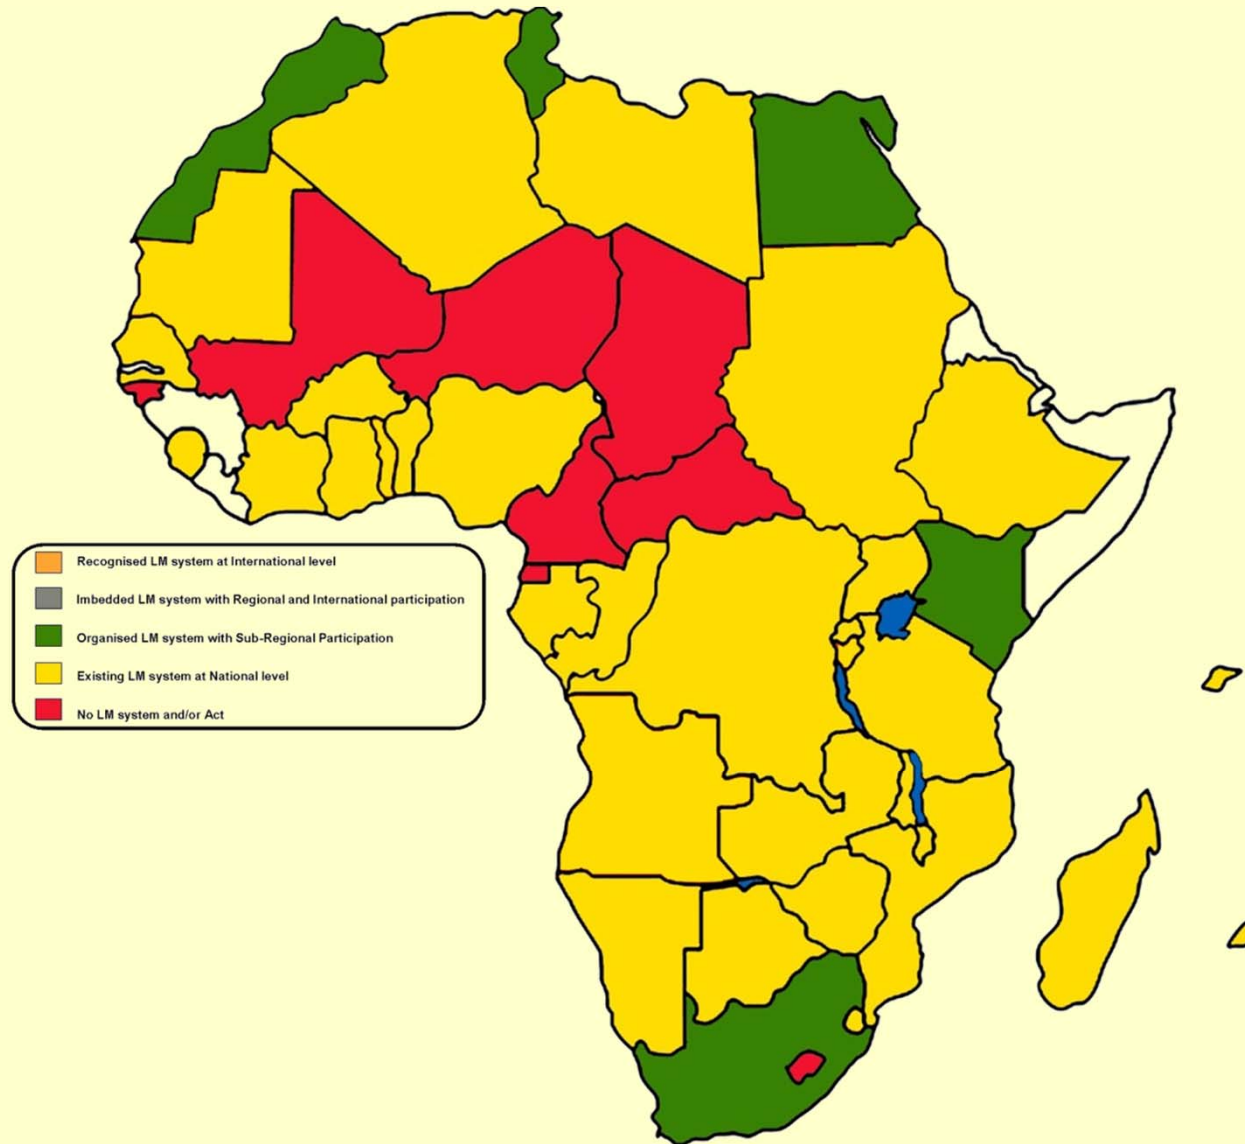 Recognised LM system at International level
Imbedded LM system with Regional and International participation
Organised LM system with Sub-Regional Participation
Existing LM system at National level
No LM system and/or Act